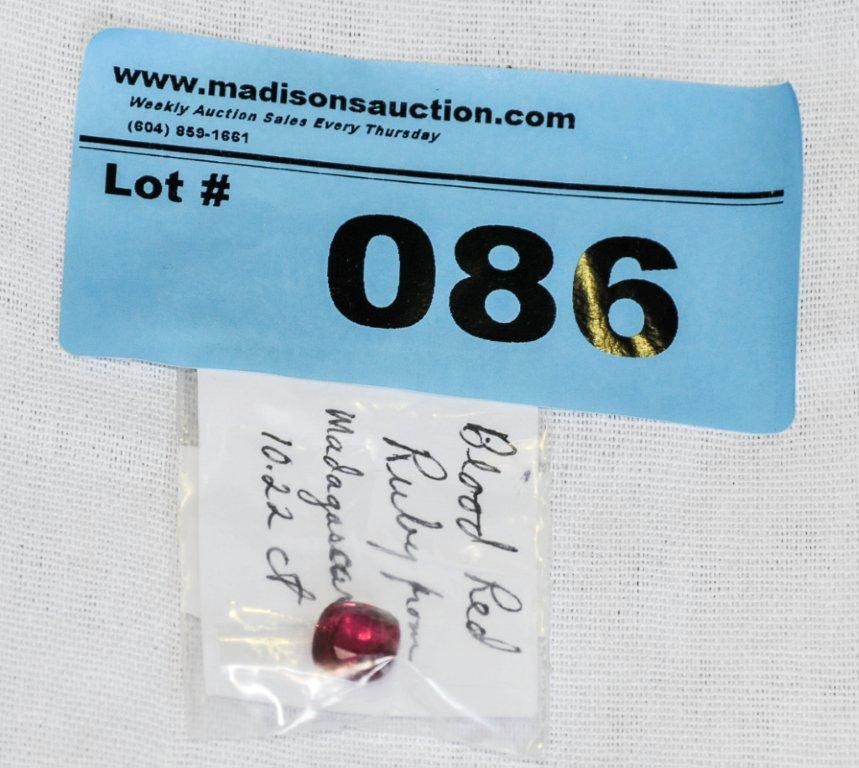 www.madisonsauction.com
Weekly Auction Sales Every Thursday
(604) 859-1661
Lot #
086
Blood Red
Ruby from
Madagascar
10.22 ct